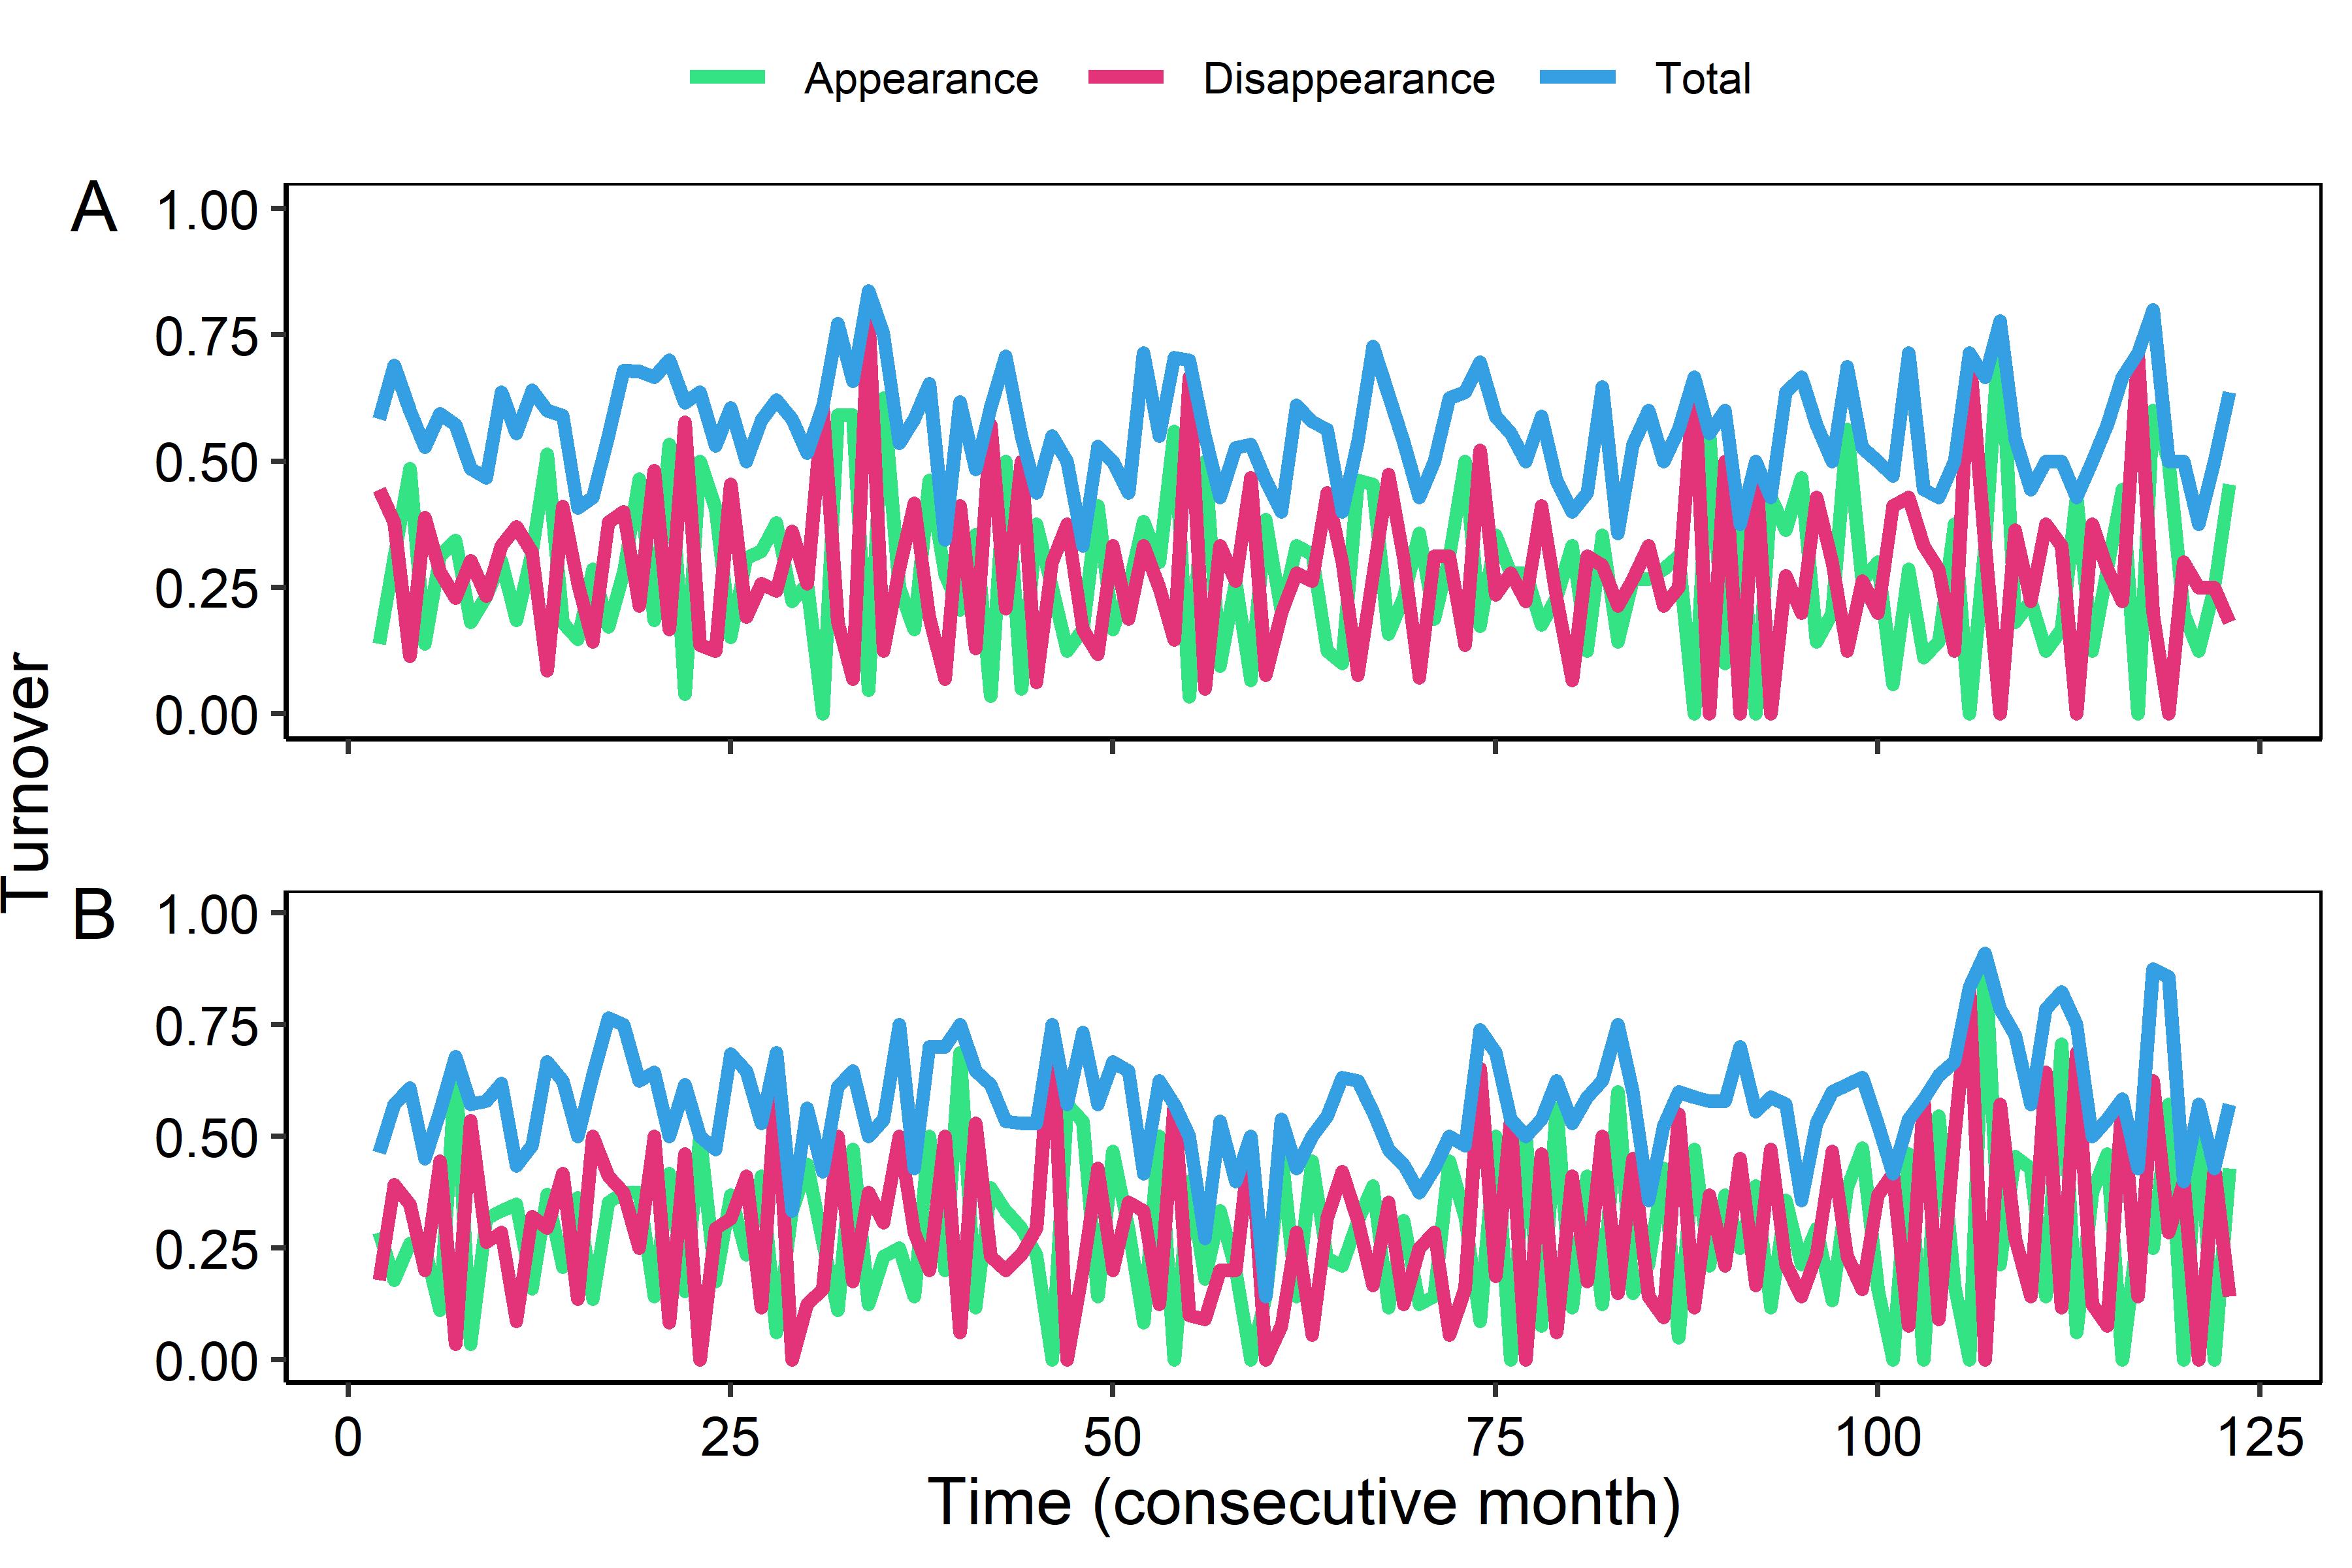 Appearance Disappearance Total
A
1.00
0.75
0.50
0.25
0.00
Turnover
B
1.00
0.75
0.50
0.25
0.00
0 25 50 75 100 125
Time (consecutive month)